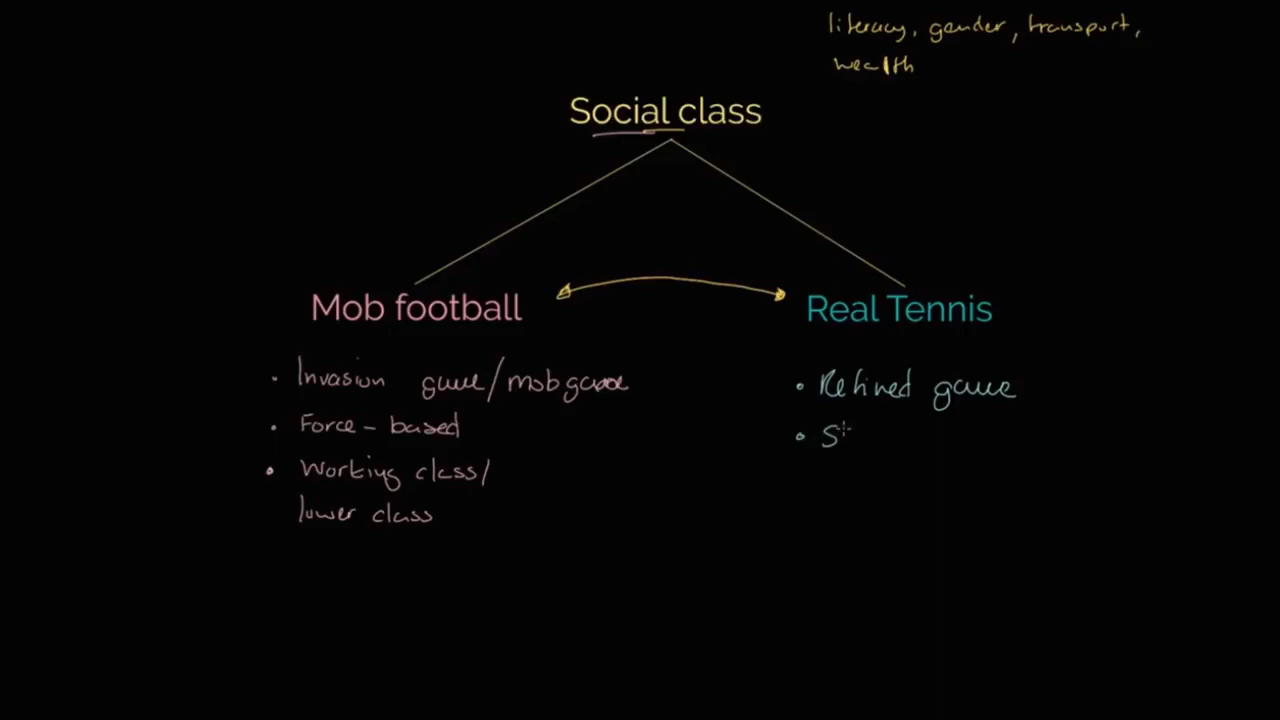 literacy, gender, transport,
wealth
Social class
Mob football
Real Tennis
• Invasion game/mob game
• Force-based
• Working class/
lower class
• Refined game
• S